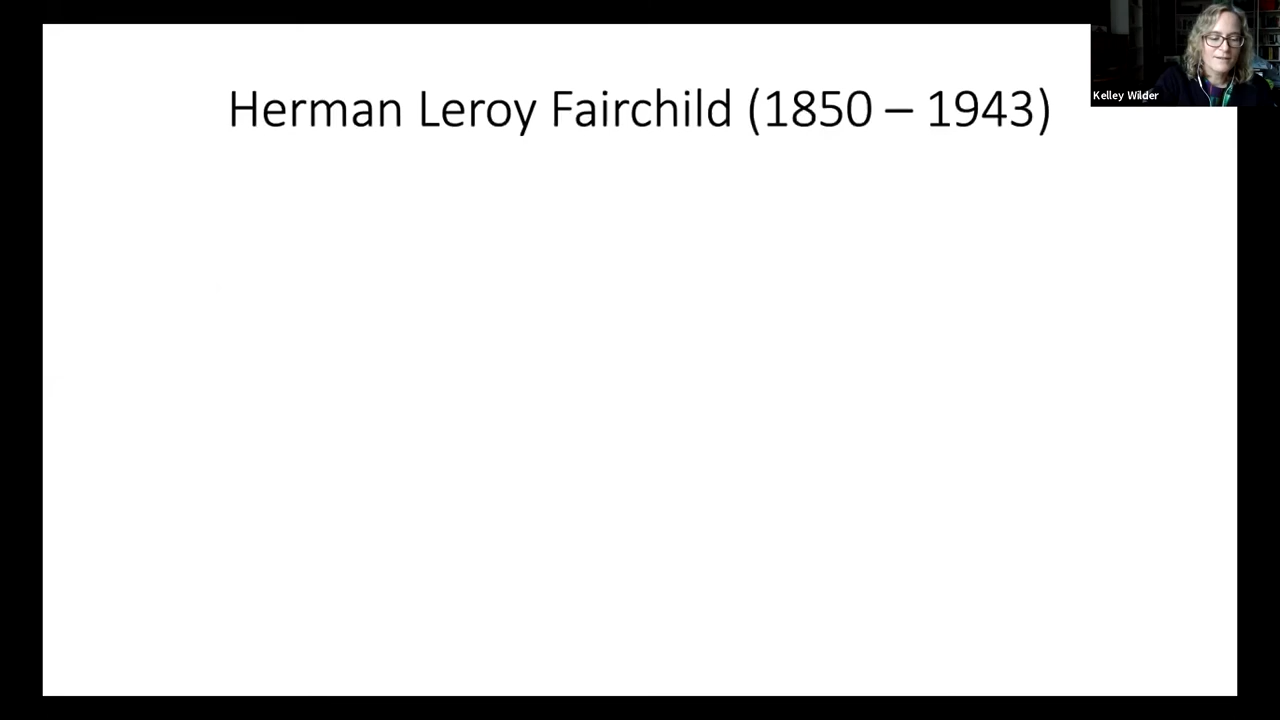 Herman Leroy Fairchild (1850 – 1943)
Kelley Wilder